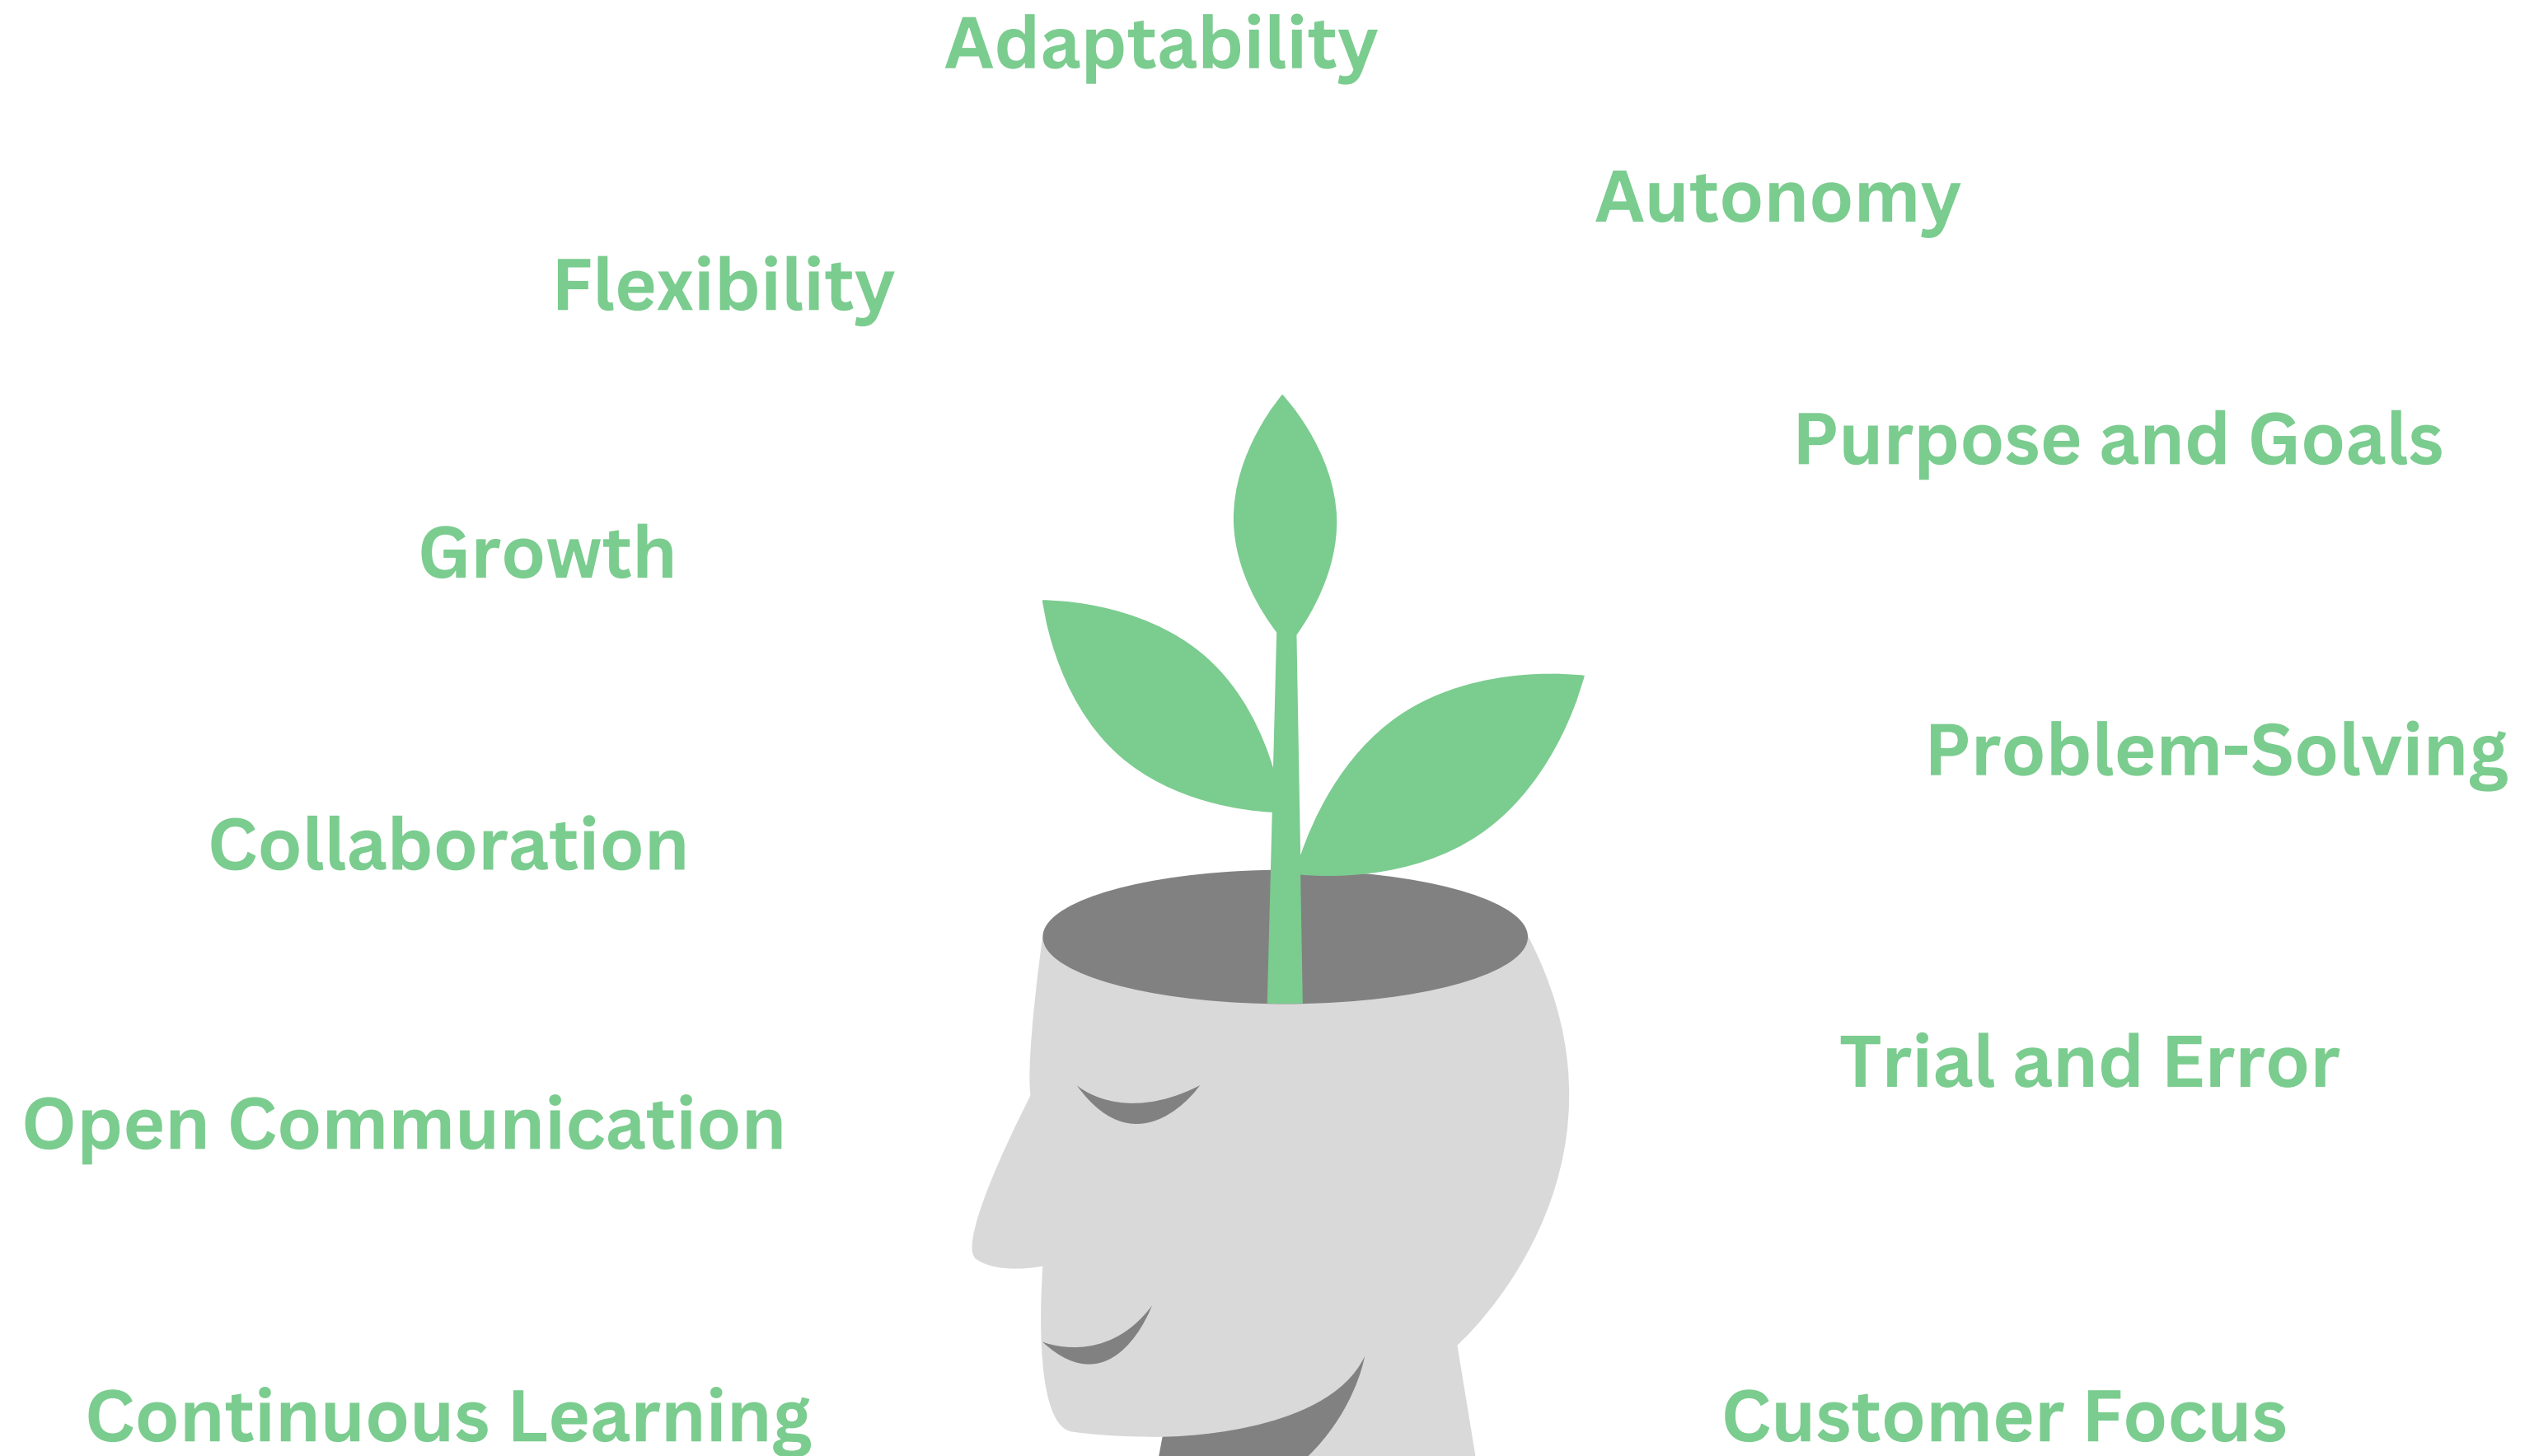 Adaptability
Autonomy
Flexibility
Purpose and Goals
Growth
Problem-Solving
Collaboration
Trial and Error
Open Communication
Continuous Learning
Customer Focus